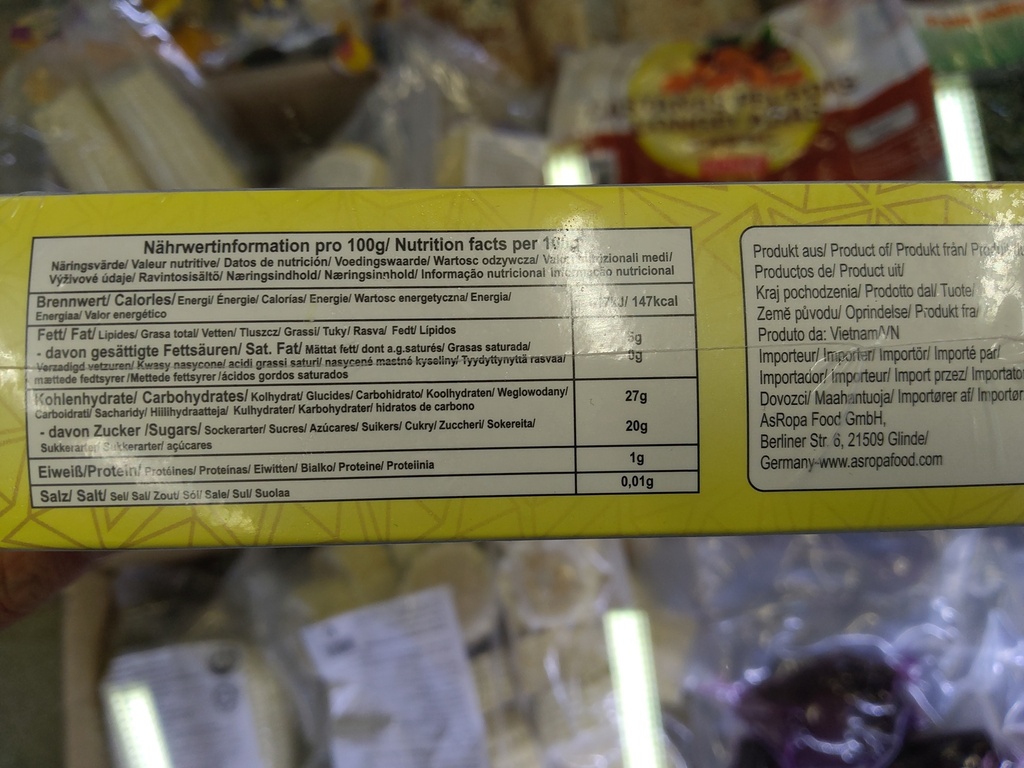 Nährwertinformation pro 100g/ Nutrition facts per
Näringsvärde/ Valeur nutritive/ Datos de nutrición/ Voedingswaarde/ Wartosc odzywcza/ medi/
Výživové údaje/ Ravintosisältö/ Næringsindhold/ Næringsinnhold/ Informação nutricional nutricional
Brennwert/ Calories/ Energi/ Énergie/ Calorías/ Energie/ Wartosc energetyczna/ Energia/
Energiaa/ Valor energético
147kcal
Fett/ Fat/ Lipides/ Grasa total/ Vetten/ Tluszcz/ Grassi/ Tuky/ Rasva/ Fedt/ Lípidos
- davon gesättigte Fettsäuren/ Sat. Fat/ Mättat fett/ dont a.g.saturés/ Grasas saturada/
Verzadigd vetzuren/ Kwasy nasycone/ acidi grassi saturi/ nasycené mastné kyseliny/ Tyydyttynyttä rasvaa/
mættede fedtsyrer /Mettede fettsyrer /ácidos gordos saturados
Kohlenhydrate/ Carbohydrates/ Kolhydrat/ Glucides/ Carbohidrato/ Koolhydraten/ Weglowodany/
Carboidrati/ Sacharidy/ Hiilihydraatteja/ Kulhydrater/ Karbohydrater/ hidratos de carbono
27g
- davon Zucker /Sugars/ Sockerarter/ Sucres/ Azúcares/ Suikers/ Cukry/ Zuccheri/ Sokereita/
Sukkerarter/ Sukkerarter/ açúcares
20g
Eiweiß/Protein/ Protéines/ Proteinas/ Eiwitten/ Bialko/ Proteine/ Proteiinia
1g
Salz/ Salt/ Sel/ Sal/ Zout/ Sól/ Sale/ Sul/ Suolaa
0,01g
Produkt aus/ Product of/ Produkt från/
Productos de/ Product uit/
Kraj pochodzenia/ Prodotto dal/ Tuote/
Země původu/ Oprindelse/ Produkt fra/
Produto da: Vietnam/VN
Importeur/ Importer/ Importör/ Importé par/
Importador/ Importeur/ Import przez/
Dovozci/ Maahantuoja/ Importører af/
AsRopa Food GmbH,
Berliner Str. 6, 21509 Glinde/
Germany-www.asropafood.com